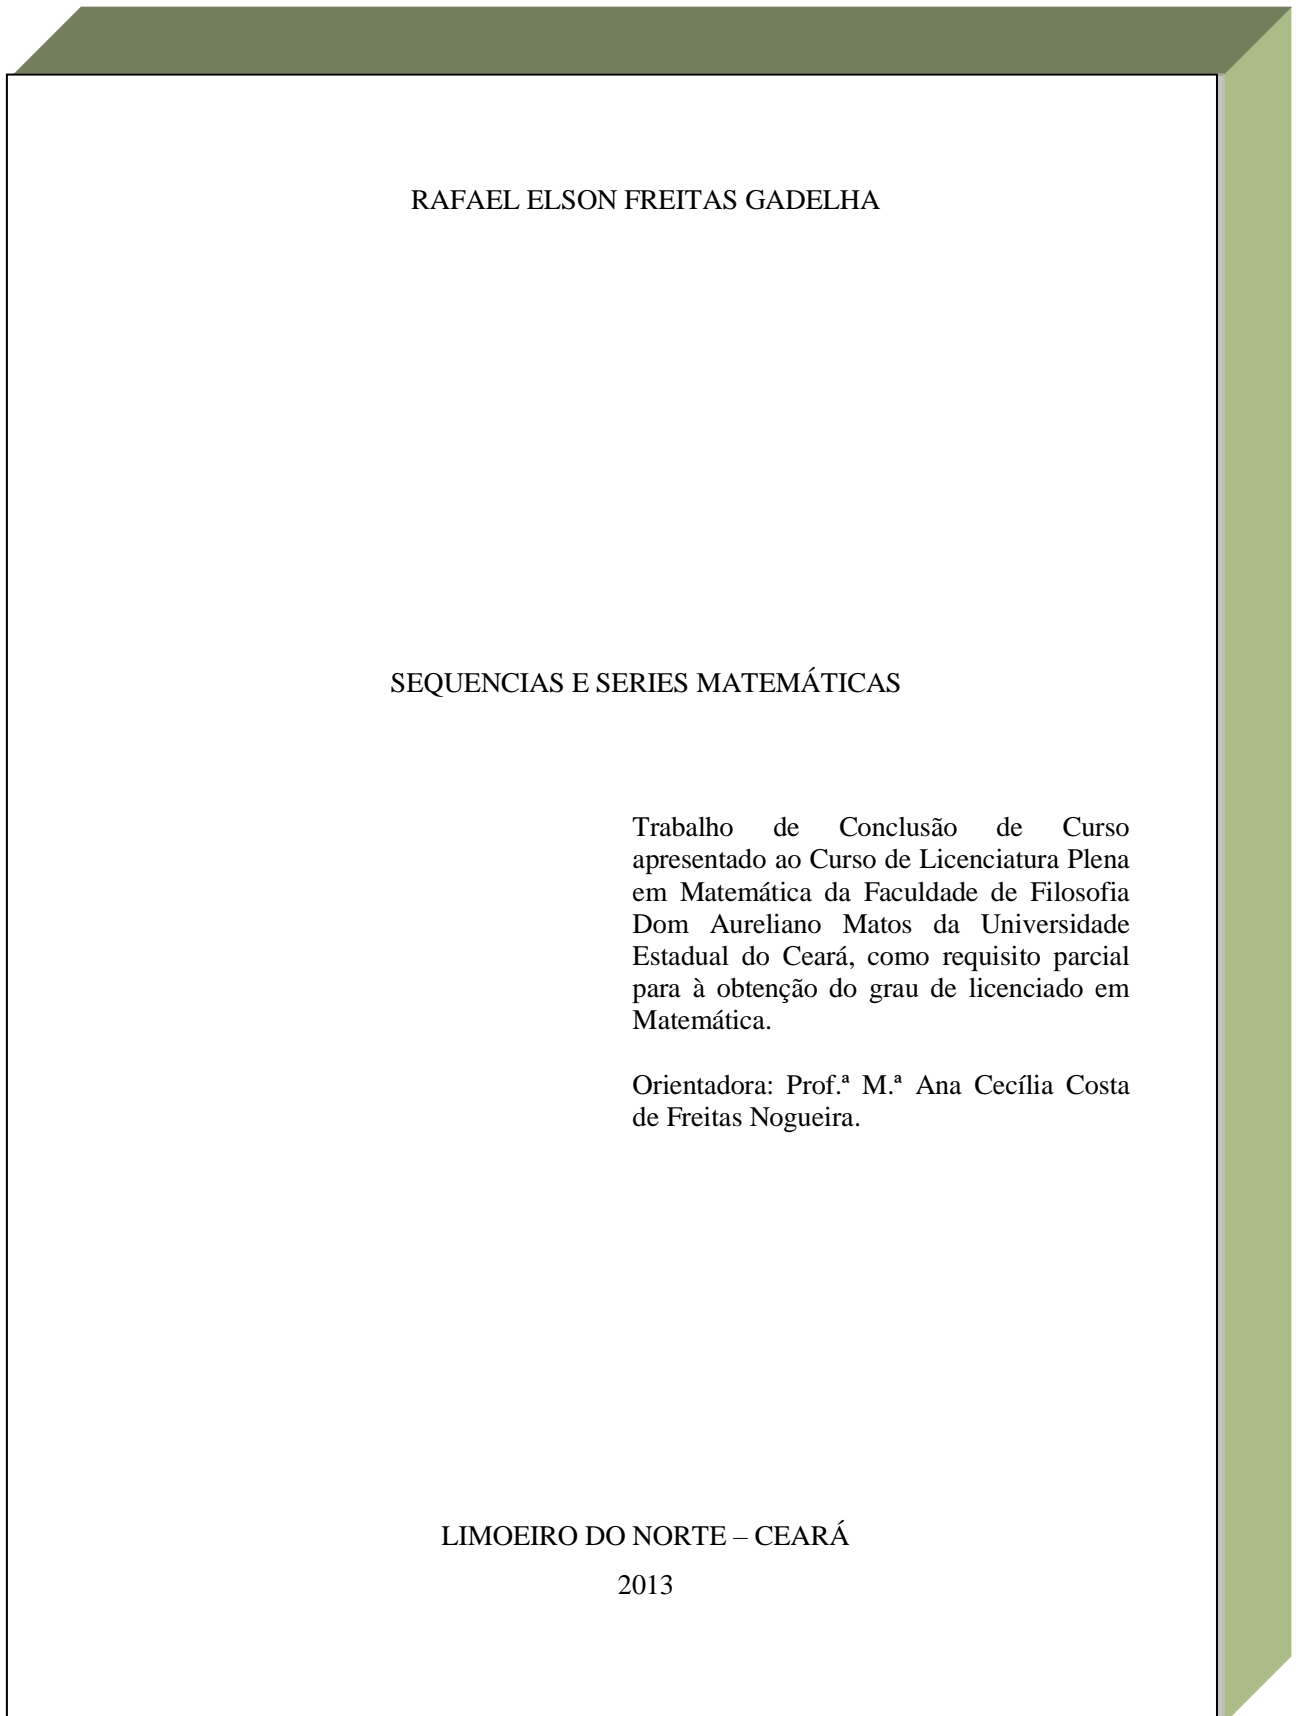 RAFAEL ELSON FREITAS GADELHA
SEQUENCIAS E SERIES MATEMÁTICAS
Trabalho de Conclusão de Curso
apresentado ao Curso de Licenciatura Plena
em Matemática da Faculdade de Filosofia
Dom Aureliano Matos da Universidade
Estadual do Ceará, como requisito parcial
para à obtenção do grau de licenciado em
Matemática.
Orientadora: Prof.ª M.ª Ana Cecília Costa
de Freitas Nogueira.
LIMOEIRO DO NORTE – CEARÁ
2013